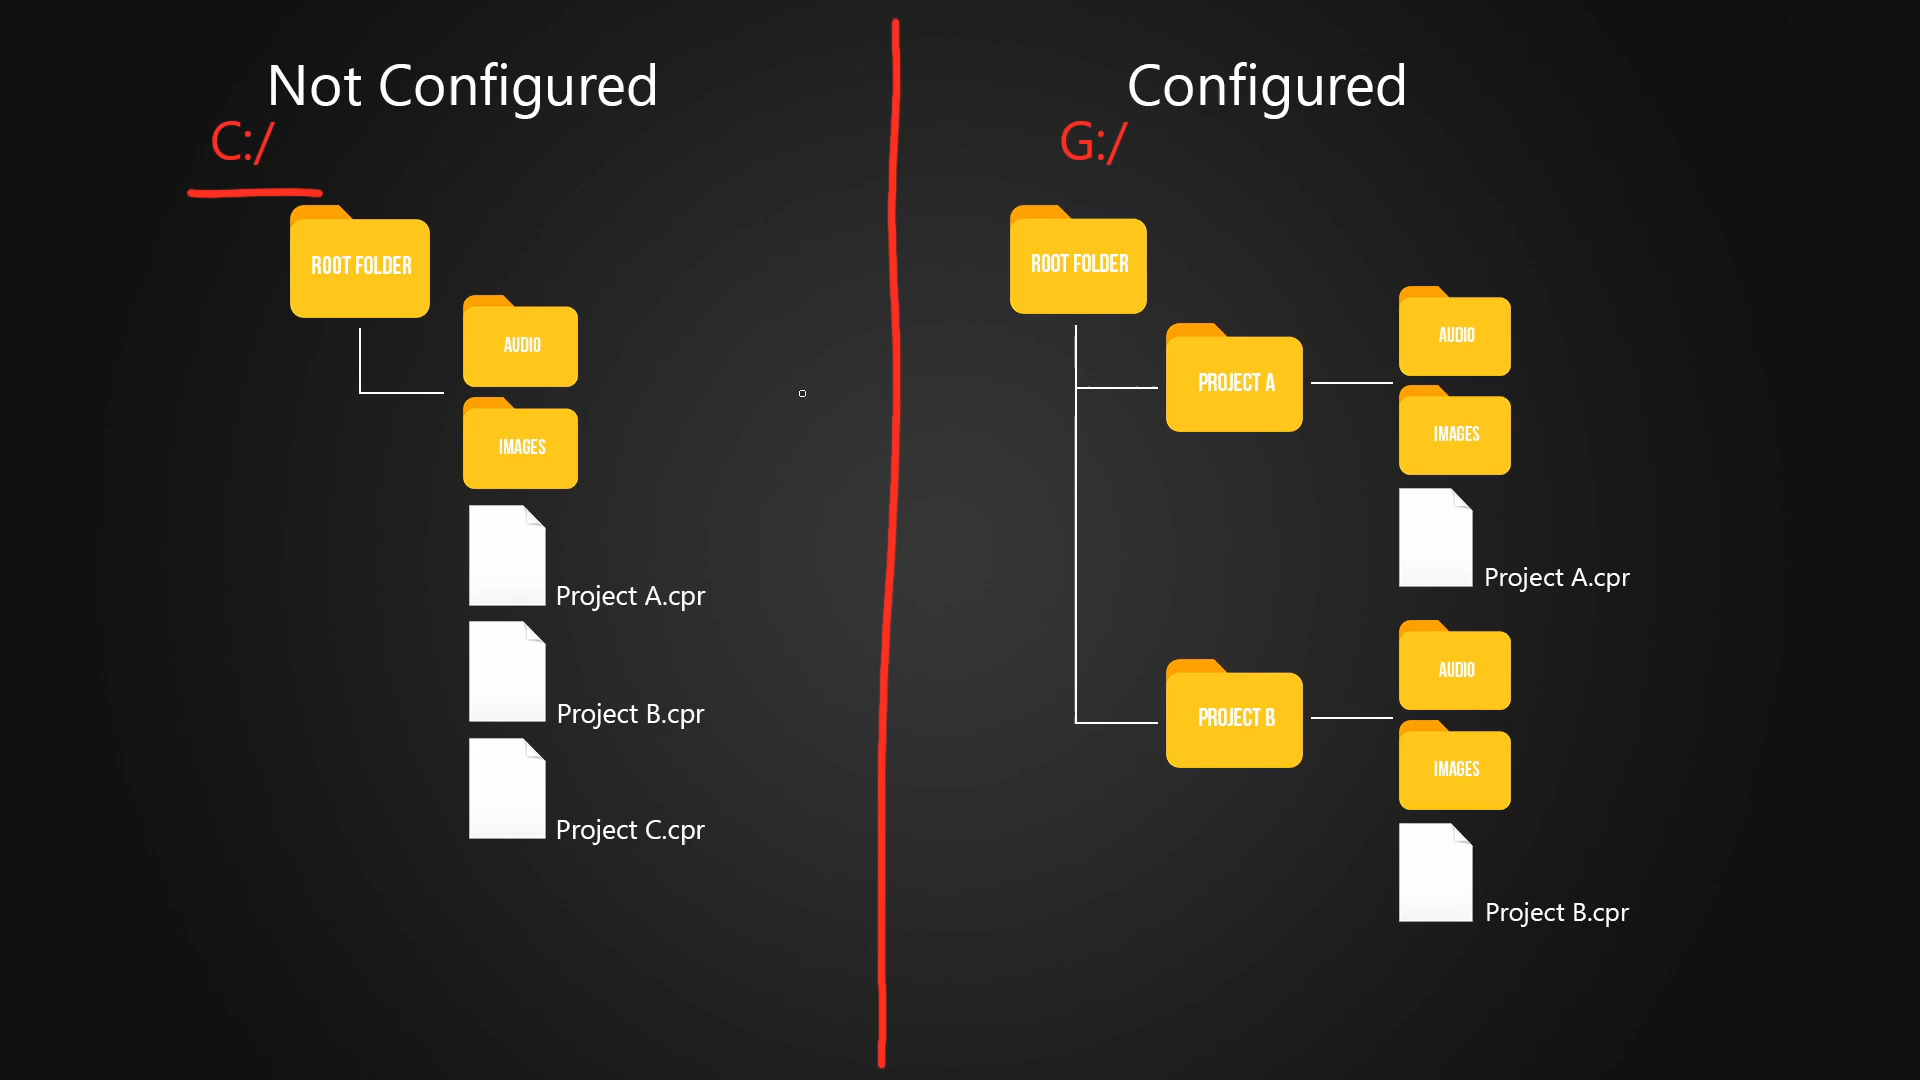 Not Configured
C:/
ROOT FOLDER
AUDIO
IMAGES
Project A.cpr
Project B.cpr
Project C.cpr
Configured
G:/
ROOT FOLDER
PROJECT A
AUDIO
IMAGES
Project A.cpr
PROJECT B
AUDIO
IMAGES
Project B.cpr